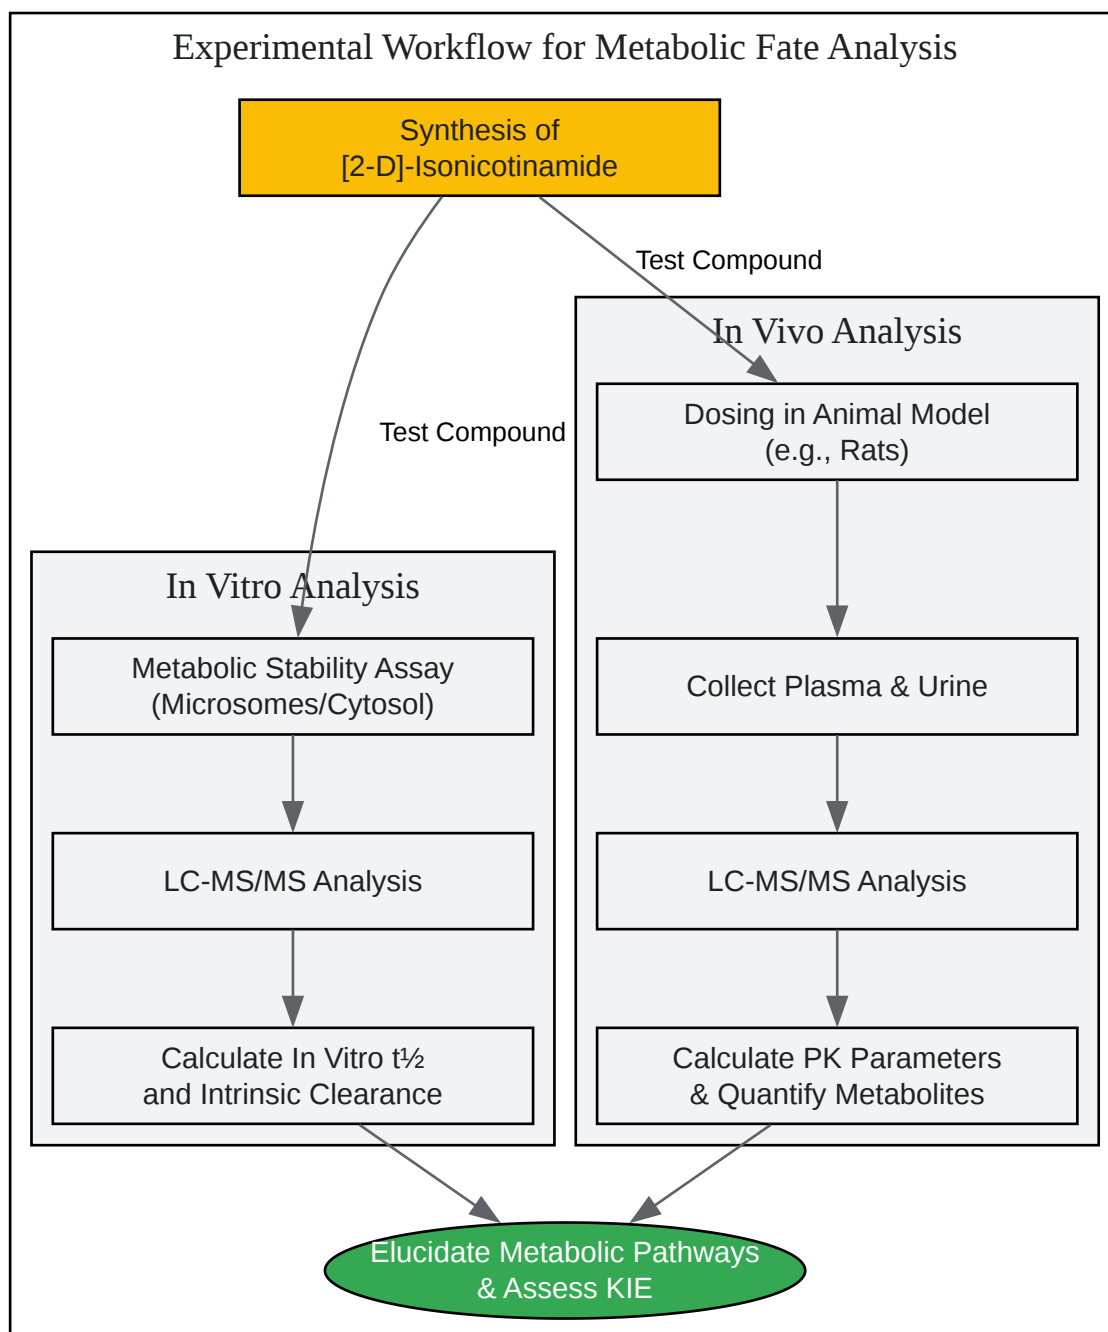 Experimental Workflow for Metabolic Fate Analysis
Synthesis of
[2-D]-Isonicotinamide
Test Compound
Test Compound
In Vivo Analysis
Dosing in Animal Model
(e.g., Rats)
Collect Plasma & Urine
LC-MS/MS Analysis
Calculate PK Parameters
& Quantify Metabolites
In Vitro Analysis
Metabolic Stability Assay
(Microsomes/Cytosol)
LC-MS/MS Analysis
Calculate In Vitro t½
and Intrinsic Clearance
Elucidate Metabolic Pathways
& Assess KIE